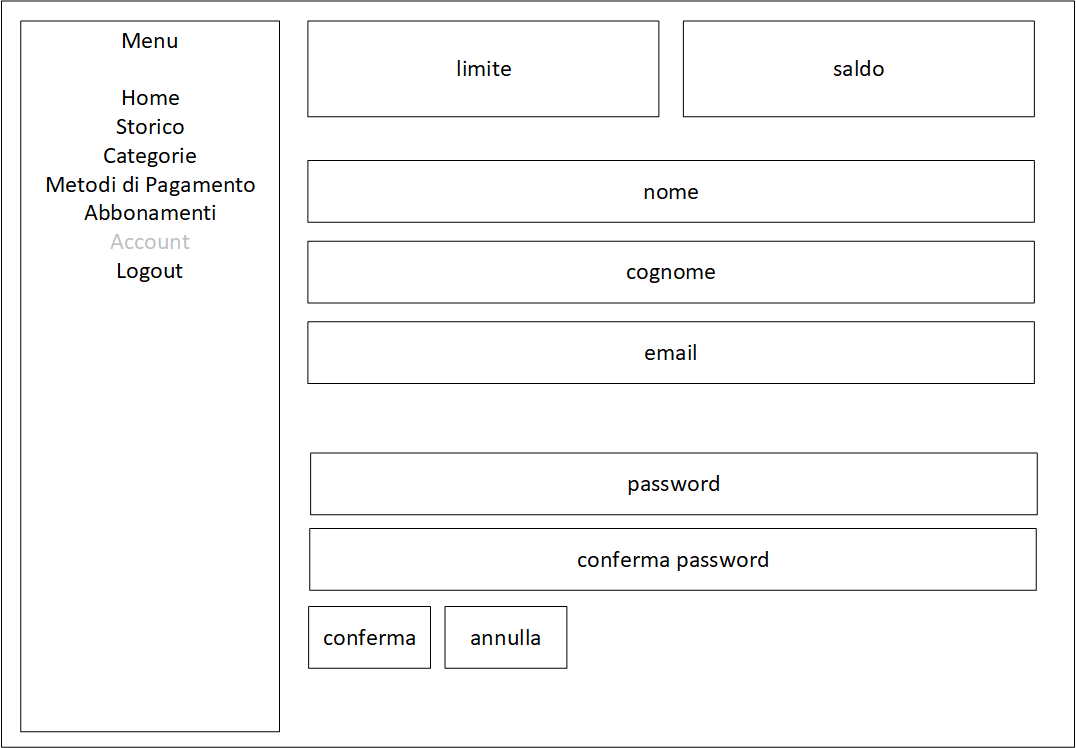 Menu
Home
Storico
Categorie
Metodi di Pagamento
Abbonamenti
Account
Logout
limite
saldo
nome
cognome
email
password
conferma password
conferma
annulla